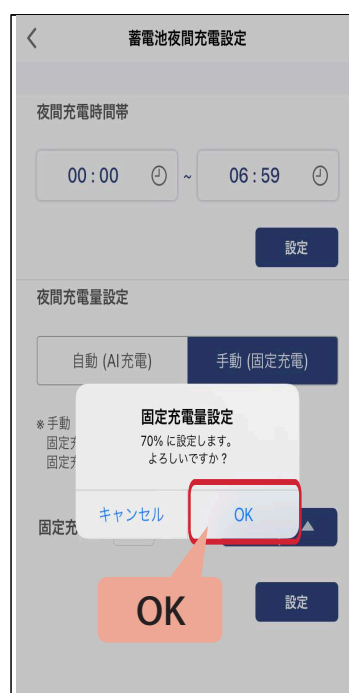 蓄電池夜間充電設定
夜間充電時間帯
00 : 00 ~ 06 : 59
設定
夜間充電量設定
自動 (AI充電) 手動 (固定充電)
※手動
固定充
固定充
固定充電量設定
70% に設定します。
よろしいですか？
キャンセル OK
固定充
OK
設定